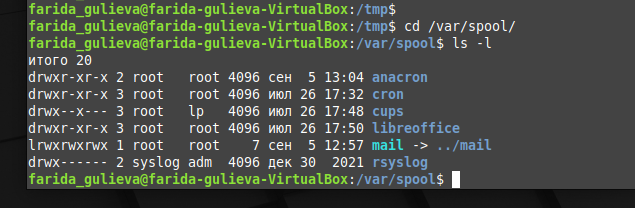 farida_gulieva@farida-gulieva-VirtualBox:/tmp$
farida_gulieva@farida-gulieva-VirtualBox:/tmp$ cd /var/spool/
farida_gulieva@farida-gulieva-VirtualBox:/var/spool$ ls -l
итого 20
drwxr-xr-x 2 root   root 4096 сен  5 13:04 anacron
drwxr-xr-x 3 root   root 4096 июл 26 17:32 cron
drwx--x--- 3 root   lp   4096 июл 26 17:48 cups
drwxr-xr-x 3 root   root 4096 июл 26 17:50 libreoffice
lrwxrwxrwx 1 root   root    7 сен  5 12:57 mail -> ../mail
drwx------ 2 syslog adm  4096 дек 30  2021 rsyslog
farida_gulieva@farida-gulieva-VirtualBox:/var/spool$